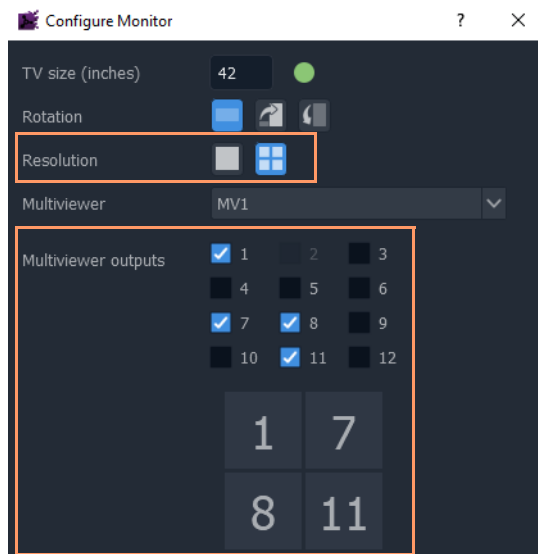 Configure Monitor ? ×
TV size (inches) 42
Rotation
Resolution
Multiviewer MV1
Multiviewer outputs 1 2 3
4 5 6
7 8 9
10 11 12
1 7
8 11